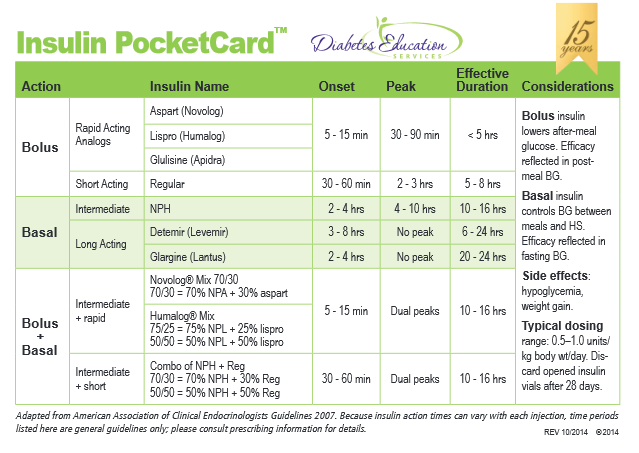 Insulin PocketCard™
Diabetes Education
SERVICES
15
years
Action
Insulin Name
Onset
Peak
Effective
Duration
Considerations
Bolus
Rapid Acting
Analogs
Aspart (Novolog)
Lispro (Humalog)
Glulisine (Apidra)
5 - 15 min
30 - 90 min
< 5 hrs
Short Acting
Regular
30 - 60 min
2 - 3 hrs
5 - 8 hrs
Basal
Intermediate
NPH
2 - 4 hrs
4 - 10 hrs
10 - 16 hrs
Long Acting
Detemir (Levemir)
3 - 8 hrs
No peak
6 - 24 hrs
Glargine (Lantus)
2 - 4 hrs
No peak
20 - 24 hrs
Bolus
+
Basal
Intermediate
+ rapid
Novolog® Mix 70/30
70/30 = 70% NPA + 30% aspart
Humalog® Mix
75/25 = 75% NPL + 25% lispro
50/50 = 50% NPL + 50% lispro
5 - 15 min
Dual peaks
10 - 16 hrs
Intermediate
+ short
Combo of NPH + Reg
70/30 = 70% NPH + 30% Reg
50/50 = 50% NPH + 50% Reg
30 - 60 min
Dual peaks
10 - 16 hrs
Bolus insulin
lowers after-meal
glucose. Efficacy
reflected in post-
meal BG.
Basal insulin
controls BG between
meals and HS.
Efficacy reflected in
fasting BG.
Side effects:
hypoglycemia,
weight gain.
Typical dosing
range: 0.5–1.0 units/
kg body wt/day. Dis-
card opened insulin
vials after 28 days.
Adapted from American Association of Clinical Endocrinologists Guidelines 2007. Because insulin action times can vary with each injection, time periods
listed here are general guidelines only; please consult prescribing information for details.
REV 10/2014 ®2014